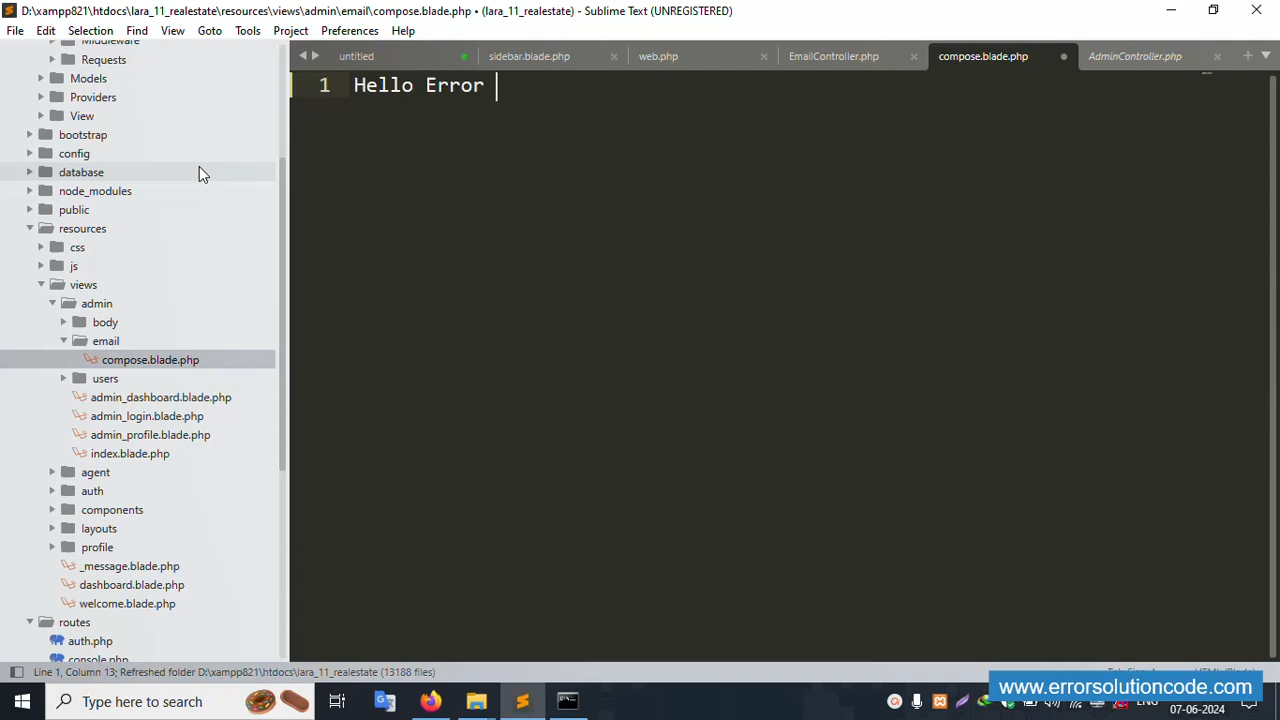 D:\xampp821\htdocs\lara_11_realestate\resources\views\admin\email\compose.blade.php • (lara_11_realestate) - Sublime Text (UNREGISTERED)
File Edit Selection Find View Goto Tools Project Preferences Help
untitled sidebar.blade.php web.php EmailController.php compose.blade.php AdminController.php
1 Hello Error
Middleware
Requests
Models
Providers
View
bootstrap
config
database
node_modules
public
resources
css
js
views
admin
body
email
compose.blade.php
users
admin_dashboard.blade.php
admin_login.blade.php
admin_profile.blade.php
index.blade.php
agent
auth
components
layouts
profile
_message.blade.php
dashboard.blade.php
welcome.blade.php
routes
auth.php
console.php
Line 1, Column 13; Refreshed folder D:\xampp821\htdocs\lara_11_realestate (13188 files)
www.errorsolutioncode.com
Type here to search
ENG
07-06-2024